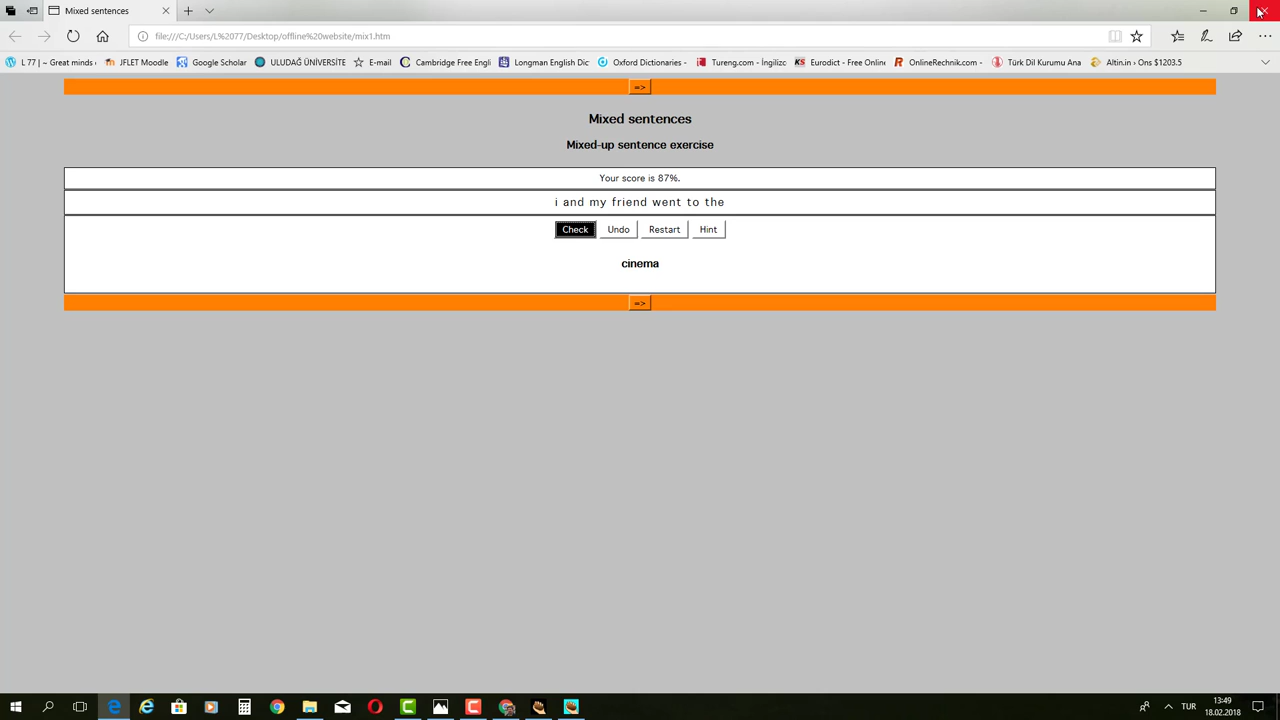 Mixed sentences
file:///C:/Users/L%2077/Desktop/offline%20website/mix1.htm
L 77 | ~ Great minds
JFLET Moodle
Google Scholar
ULUDAĞ ÜNİVERSİTE
E-mail
Cambridge Free Engli
Longman English Dic
Oxford Dictionaries -
Tureng.com - İngilizc
Eurodict - Free Online
OnlineRechnik.com -
Türk Dil Kurumu Ana
Altin.in › Ons $1203.5
=>
Mixed sentences
Mixed-up sentence exercise
Your score is 87%.
i and my friend went to the
Check Undo Restart Hint
cinema
=>
TUR
13:49
18.02.2018